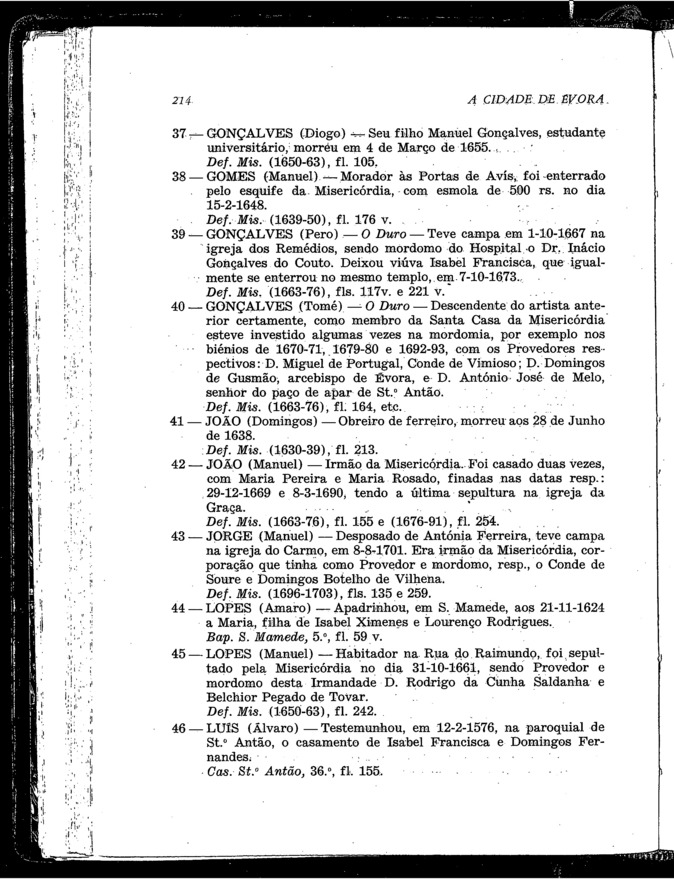 214
A CIDADE DE ÉVORA
37 — GONÇALVES (Diogo) — Seu filho Manuel Gonçalves, estudante
universitário, morreu em 4 de Março de 1655.
Def. Mis. (1650-63), fl. 105.
38 — GOMES (Manuel) — Morador às Portas de Avís, foi enterrado
pelo esquife da Misericórdia, com esmola de 500 rs. no dia
15-2-1648.
Def. Mis. (1639-50), fl. 176 v.
39 — GONÇALVES (Pero) — O Duro — Teve campa em 1-10-1667 na
igreja dos Remédios, sendo mordomo do Hospital o Dr. Inácio
Gonçalves do Couto. Deixou viúva Isabel Francisca, que igual-
mente se enterrou no mesmo templo, em 7-10-1673.
Def. Mis. (1663-76), fls. 117v. e 221 v.
40 — GONÇALVES (Tomé) — O Duro — Descendente do artista ante-
rior certamente, como membro da Santa Casa da Misericórdia
esteve investido algumas vezes na mordomia, por exemplo nos
biénios de 1670-71, 1679-80 e 1692-93, com os Provedores res-
pectivos: D. Miguel de Portugal, Conde de Vimioso; D. Domingos
de Gusmão, arcebispo de Évora, e D. António José de Melo,
senhor do paço de apar de St.º Antão.
Def. Mis. (1663-76), fl. 164, etc.
41 — JOÃO (Domingos) — Obreiro de ferreiro, morreu aos 28 de Junho
de 1638.
Def. Mis. (1630-39), fl. 213.
42 — JOÃO (Manuel) — Irmão da Misericórdia. Foi casado duas vezes,
com Maria Pereira e Maria Rosado, finadas nas datas resp.:
29-12-1669 e 8-3-1690, tendo a última sepultura na igreja da
Graça.
Def. Mis. (1663-76), fl. 155 e (1676-91), fl. 254.
43 — JORGE (Manuel) — Desposado de Antónia Ferreira, teve campa
na igreja do Carmo, em 8-8-1701. Era irmão da Misericórdia, cor-
poração que tinha como Provedor e mordomo, resp., o Conde de
Soure e Domingos Botelho de Vilhena.
Def. Mis. (1696-1703), fls. 135 e 259.
44 — LOPES (Amaro) — Apadrinhou, em S. Mamede, aos 21-11-1624
a Maria, filha de Isabel Ximenes e Lourenço Rodrigues.
Bap. S. Mamede, 5.º, fl. 59 v.
45 — LOPES (Manuel) — Habitador na Rua do Raimundo, foi sepul-
tado pela Misericórdia no dia 31-10-1661, sendo Provedor e
mordomo desta Irmandade D. Rodrigo da Cunha Saldanha e
Belchior Pegado de Tovar.
Def. Mis. (1650-63), fl. 242.
46 — LUÍS (Álvaro) — Testemunhou, em 12-2-1576, na paroquial de
St.º Antão, o casamento de Isabel Francisca e Domingos Fer-
nandes.
Cas. St.º Antão, 36.º, fl. 155.